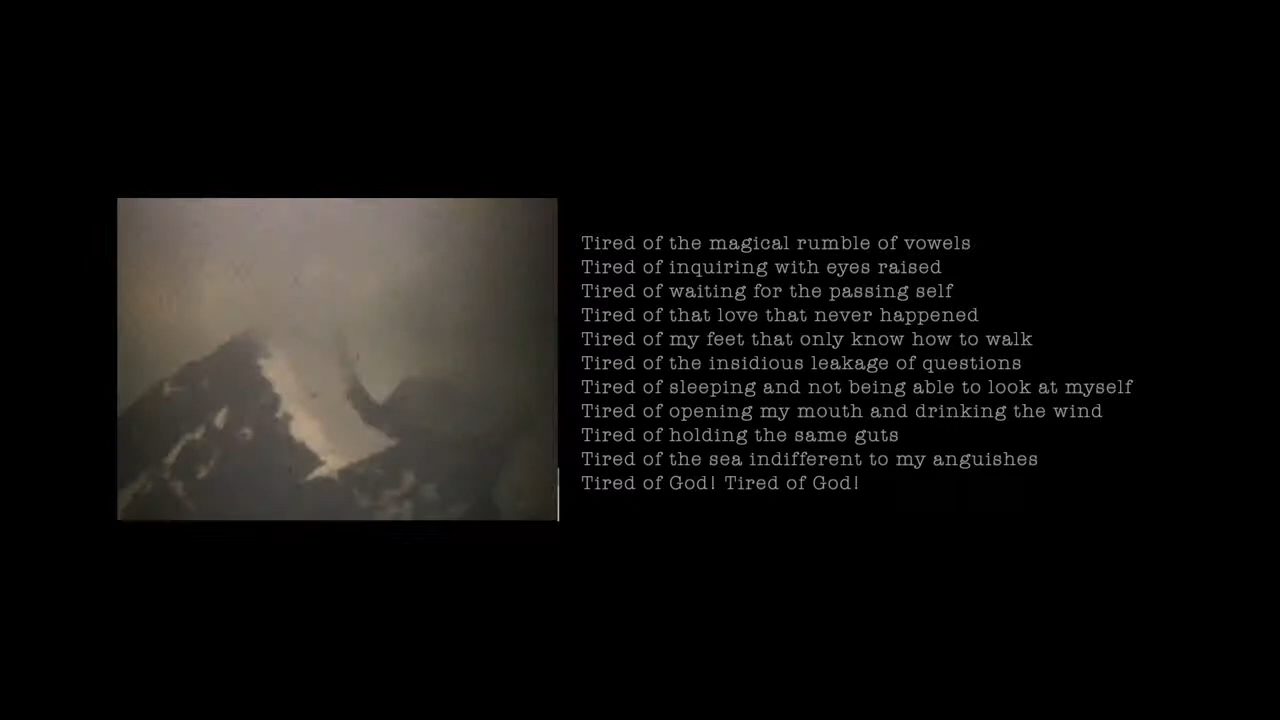 Tired of the magical rumble of vowels
Tired of inquiring with eyes raised
Tired of waiting for the passing self
Tired of that love that never happened
Tired of my feet that only know how to walk
Tired of the insidious leakage of questions
Tired of sleeping and not being able to look at myself
Tired of opening my mouth and drinking the wind
Tired of holding the same guts
Tired of the sea indifferent to my anguishes
Tired of God! Tired of God!